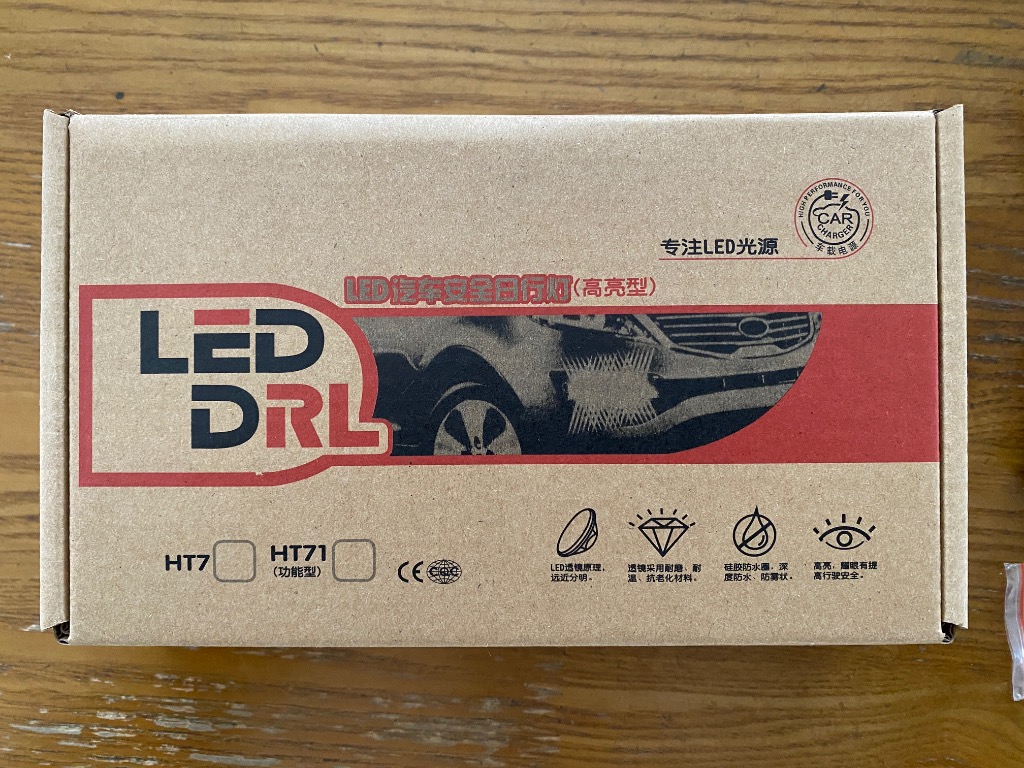 HIGH PERFORMANCE FOR YOU
CAR
CHARGER
车载电源
专注LED光源
LED汽车安全日行灯(高亮型)
LED
DRL
HT7
HT71
(功能型)
CE CQC
LED透镜原理,
远近分明。
透镜采用耐磨、耐
温、抗老化材料。
硅胶防水圈,深
度防水、防雾状。
高亮,耀眼有提
高行驶安全。